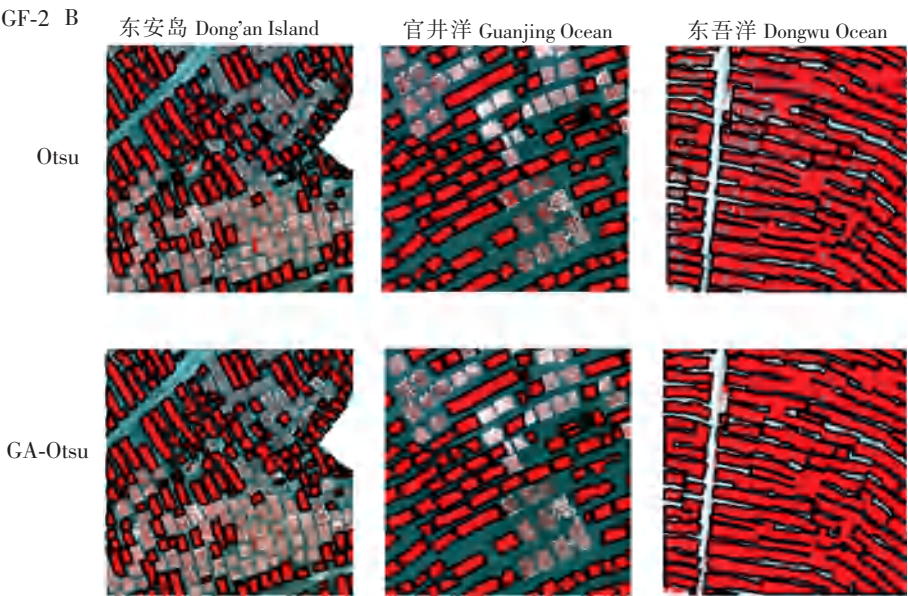 GF-2 B
东安岛 Dong'an Island
官井洋 Guanjing Ocean
东吾洋 Dongwu Ocean
Otsu
GA-Otsu